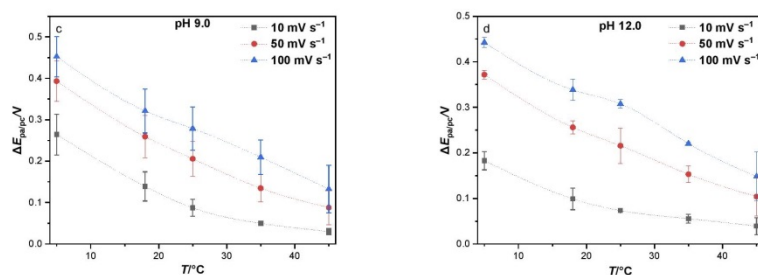 c
pH 9.0
10 mV s⁻¹
50 mV s⁻¹
100 mV s⁻¹
0.5
0.4
0.3
0.2
0.1
0.0
ΔE_pa/pc/V
10
20
30
40
T/°C
d
pH 12.0
10 mV s⁻¹
50 mV s⁻¹
100 mV s⁻¹
0.5
0.4
0.3
0.2
0.1
0.0
ΔE_pa/pc/V
10
20
30
40
T/°C